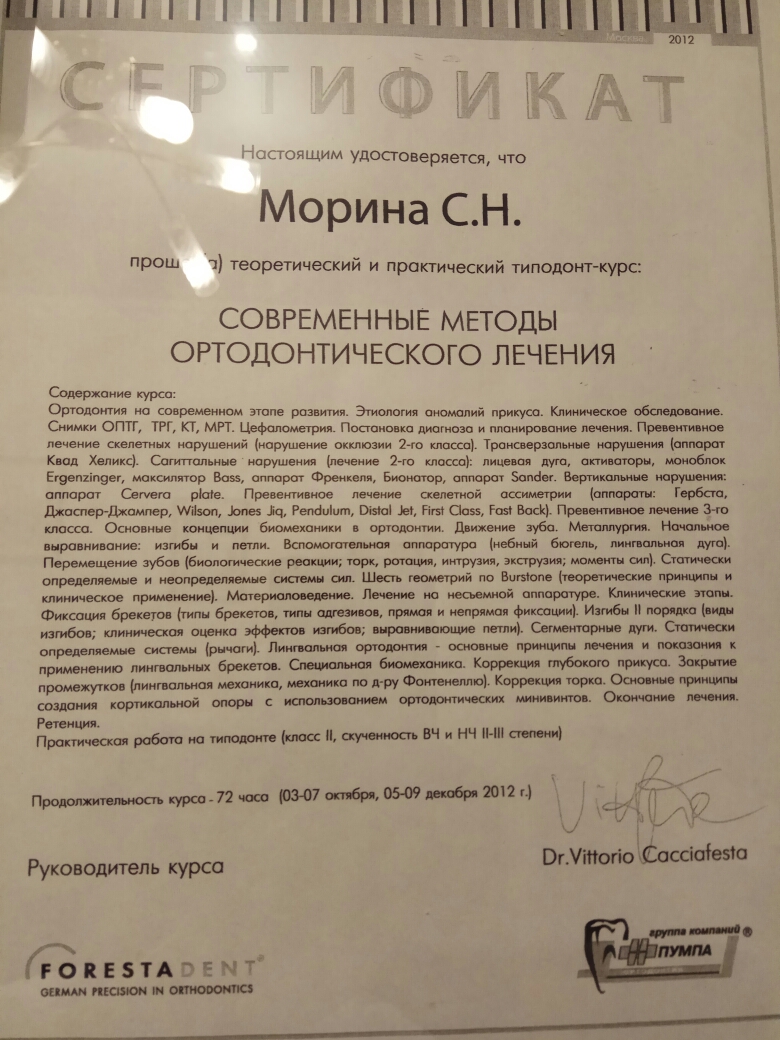 Москва 2012
СЕРТИФИКАТ
Настоящим удостоверяется, что
Морина С.Н.
теоретический и практический типодонт-курс:
СОВРЕМЕННЫЕ МЕТОДЫ
ОРТОДОНТИЧЕСКОГО ЛЕЧЕНИЯ
Содержание курса:
Ортодонтия на современном этапе развития. Этиология аномалий прикуса. Клиническое обследование.
Снимки ОПТГ, ТРГ, КТ, МРТ. Цефалометрия. Постановка диагноза и планирование лечения. Превентивное
лечение скелетных нарушений (нарушение окклюзии 2-го класса). Трансверзальные нарушения (аппарат
Квад Хеликс). Сагиттальные нарушения (лечение 2-го класса): лицевая дуга, активаторы, моноблок
Ergenzinger, максилятор Bass, аппарат Френкеля, Бионатор, аппарат Sander. Вертикальные нарушения:
аппарат Cervera plate. Превентивное лечение скелетной ассиметрии (аппараты: Гербста,
Джаспер-Джампер, Wilson, Jones Jiq, Pendulum, Distal Jet, First Class, Fast Back). Превентивное лечение 3-го
класса. Основные концепции биомеханики в ортодонтии. Движение зуба. Металлургия. Начальное
выравнивание: изгибы и петли. Вспомогательная аппаратура (небный бюгель, лингвальная дуга).
Перемещение зубов (биологические реакции; торк, ротация, интрузия, экструзия; моменты сил). Статически
определяемые и неопределяемые системы сил. Шесть геометрий по Burstone (теоретические принципы и
клиническое применение). Материаловедение. Лечение на несъемной аппаратуре. Клинические этапы.
Фиксация брекетов (типы брекетов, типы адгезивов, прямая и непрямая фиксации). Изгибы II порядка (виды
изгибов; клиническая оценка эффектов изгибов; выравнивающие петли). Сегментарные дуги. Статически
определяемые системы (рычаги). Лингвальная ортодонтия - основные принципы лечения и показания к
применению лингвальных брекетов. Специальная биомеханика. Коррекция глубокого прикуса. Закрытие
промежутков (лингвальная механика, механика по д-ру Фонтенеллю). Коррекция торка. Основные принципы
создания кортикальной опоры с использованием ортодонтических минивинтов. Окончание лечения.
Ретенция.
Практическая работа на типодонте (класс II, скученность ВЧ и НЧ II-III степени)
Продолжительность курса - 72 часа (03-07 октября, 05-09 декабря 2012 г.)
Руководитель курса
Dr.Vittorio Cacciafesta
FORESTADENT®
GERMAN PRECISION IN ORTHODONTICS
группа компаний ®
ПУМПА